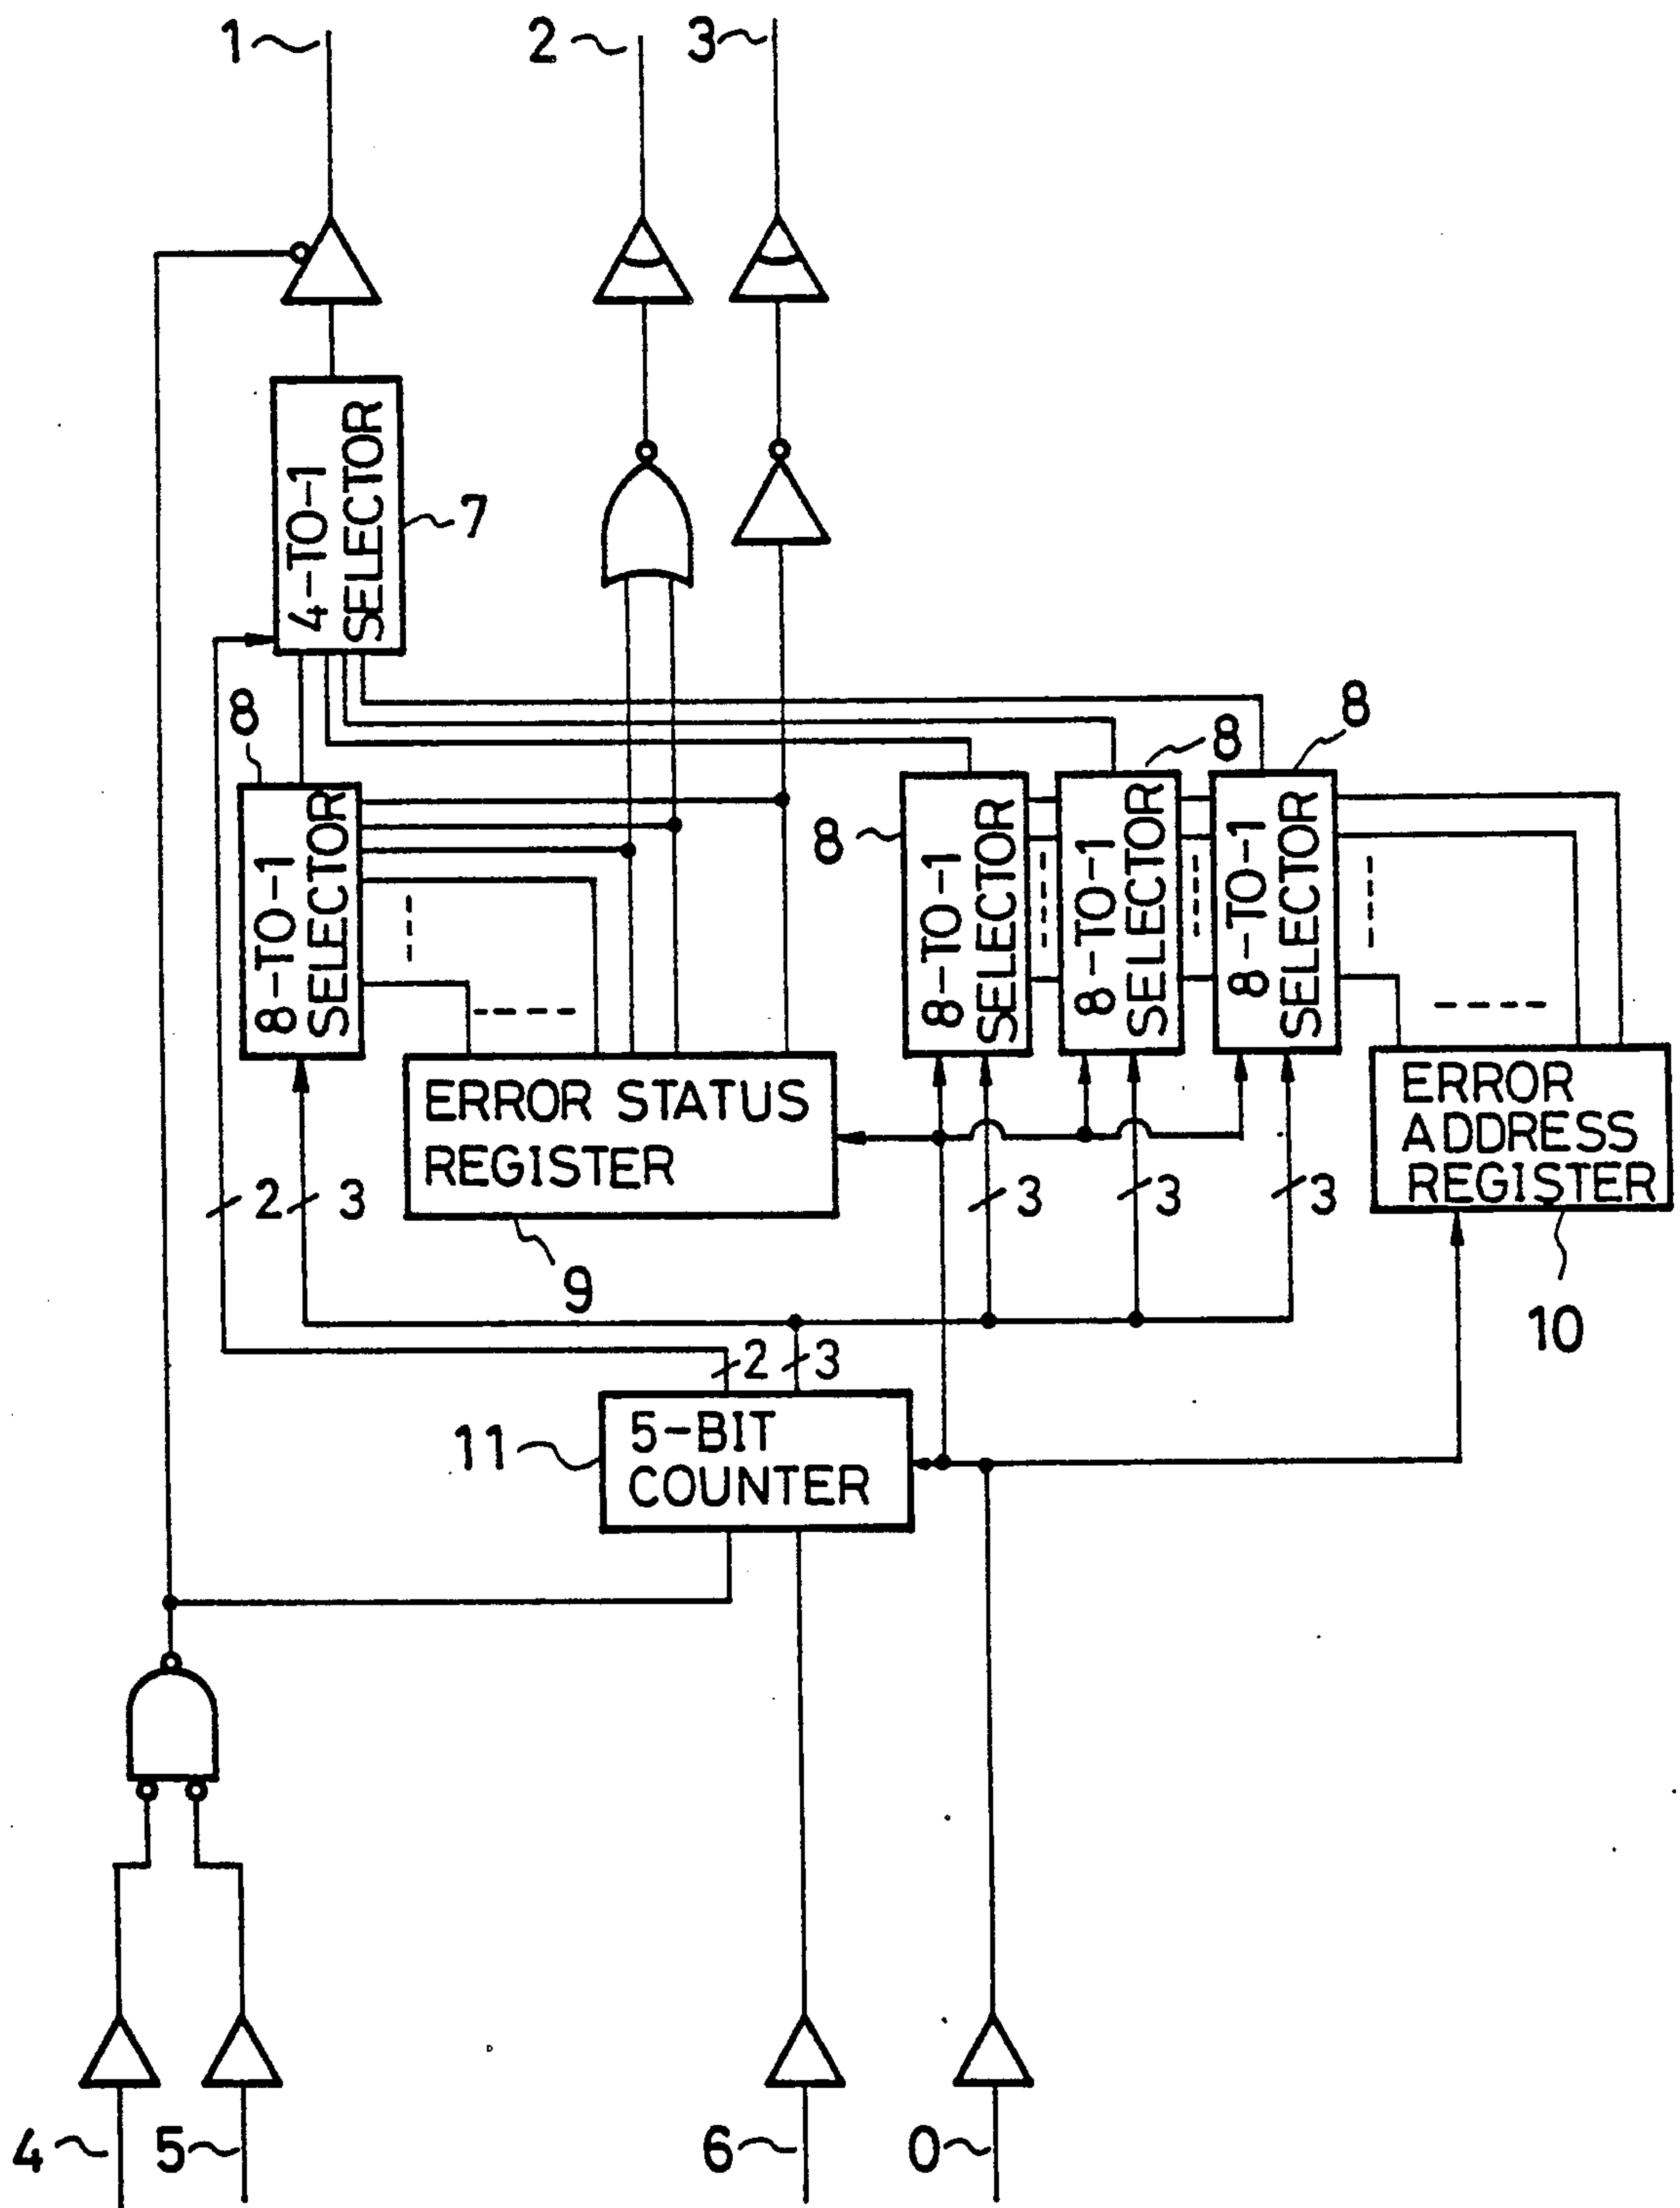 1
2
3
4-TO-1
SELECTOR
7
8
8
8
8
8-TO-1
SELECTOR
8-TO-1
SELECTOR
8-TO-1
SELECTOR
8-TO-1
SELECTOR
ERROR STATUS
REGISTER
ERROR
ADDRESS
REGISTER
2
3
3
3
3
9
10
2
3
11
5-BIT
COUNTER
4
5
6
0